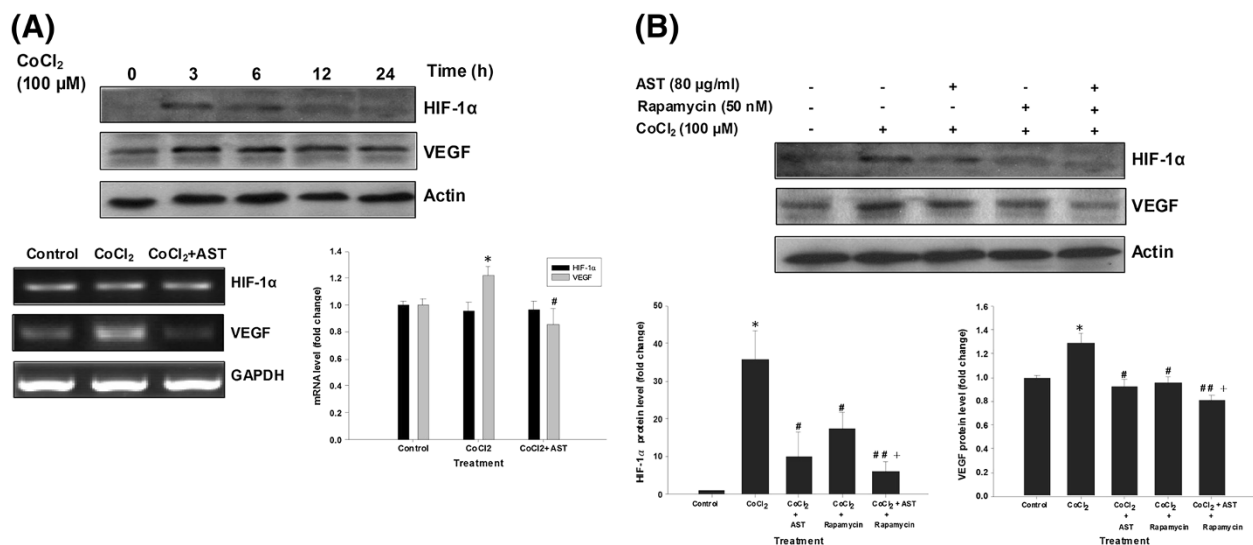 (A)
CoCl₂
(100 µM)
0 3 6 12 24 Time (h)
HIF-1α
VEGF
Actin
Control CoCl₂ CoCl₂+AST
HIF-1α
VEGF
GAPDH
mRNA level (fold change)
1.4
1.2
1.0
0.8
0.6
0.4
0.2
0.0
*
#
HIF-1α
VEGF
Control CoCl2 CoCl2+AST
Treatment
(B)
AST (80 µg/ml) - - + - +
Rapamycin (50 nM) - - - + +
CoCl₂ (100 µM) - + + + +
HIF-1α
VEGF
Actin
HIF-1α protein level (fold change)
50
40
30
20
10
0
*
#
#
## +
Control CoCl₂ CoCl₂ CoCl₂ CoCl₂ + AST
+ + +
AST Rapamycin Rapamycin
Treatment
VEGF protein level (fold change)
1.6
1.4
1.2
1.0
0.8
0.6
0.4
0.2
0.0
*
#
#
## +
Control CoCl₂ CoCl₂ CoCl₂ CoCl₂ + AST
+ + +
AST Rapamycin Rapamycin
Treatment